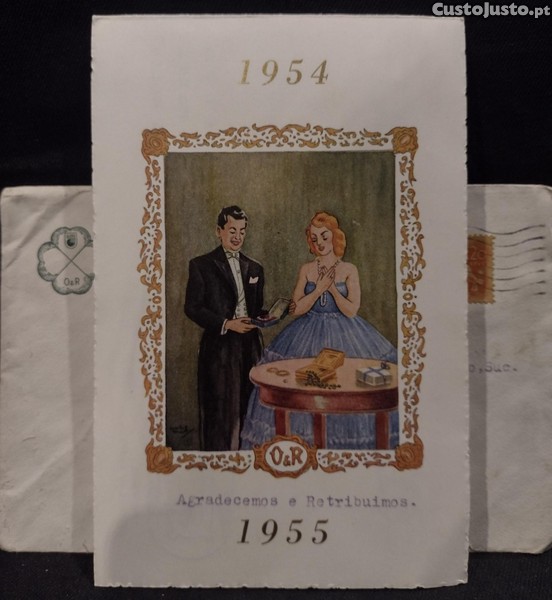 CustoJusto.pt
1954
O&R
O&R
Agradecemos e Retribuimos.
1955